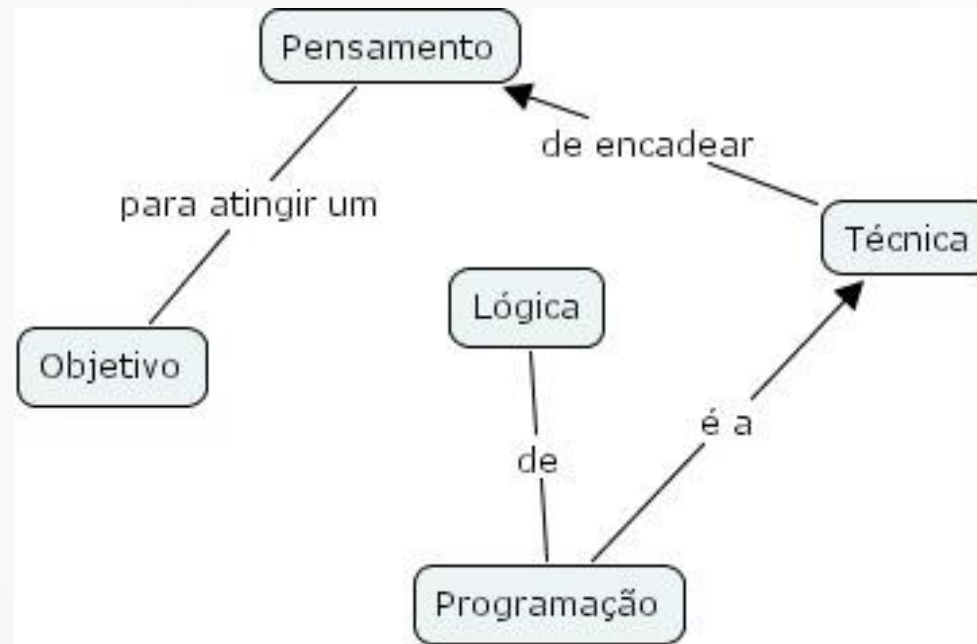 Pensamento
de encadear
para atingir um
Técnica
Lógica
Objetivo
é a
de
Programação